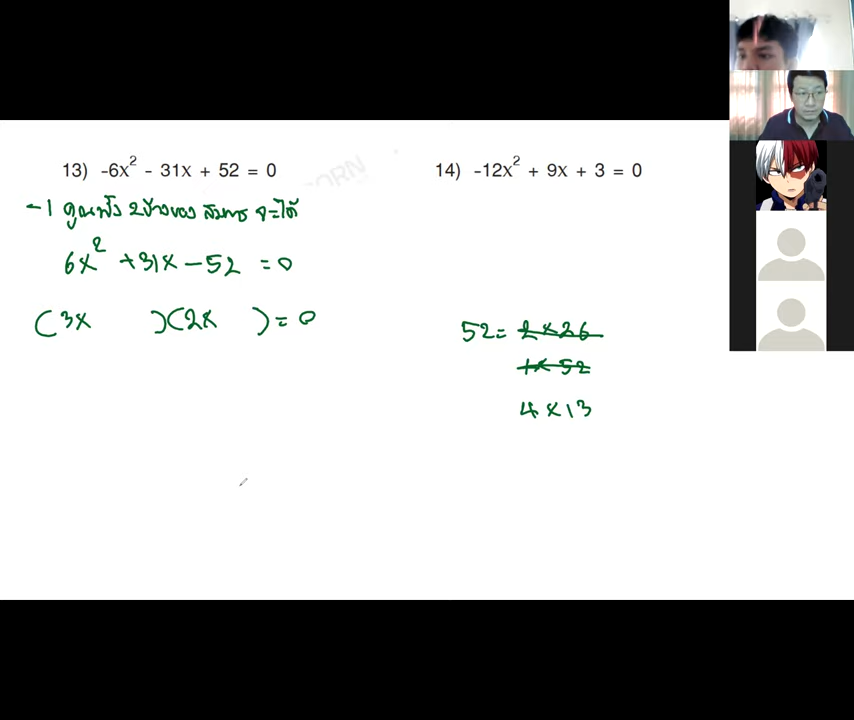 13) -6x² - 31x + 52 = 0
-1 คูณทั้ง 2 ข้างของ สมการ จะได้
6x² + 31x - 52 = 0
(3x )(2x ) = 0
14) -12x² + 9x + 3 = 0
52 = 2 x 26
1 x 52
4 x 13